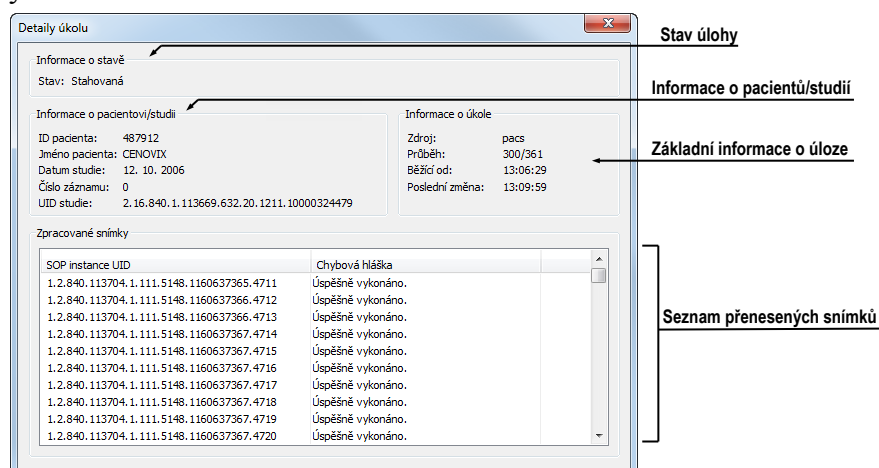 Detaily úkolu
Stav úlohy
Informace o stavě
Stav: Stahovaná
Informace o pacientů/studií
Informace o pacientovi/studii
ID pacienta: 487912
Jméno pacienta: CENOVIX
Datum studie: 12. 10. 2006
Číslo záznamu: 0
UID studie: 2.16.840.1.113669.632.20.1211.10000324479
Informace o úkole
Zdroj: pacs
Průběh: 300/361
Běžící od: 13:06:29
Poslední změna: 13:09:59
Základní informace o úloze
Zpracované snímky
SOP instance UID Chybová hláška
1.2.840.113704.1.111.5148.1160637365.4711 Úspěšně vykonáno.
1.2.840.113704.1.111.5148.1160637366.4712 Úspěšně vykonáno.
1.2.840.113704.1.111.5148.1160637366.4713 Úspěšně vykonáno.
1.2.840.113704.1.111.5148.1160637367.4714 Úspěšně vykonáno.
1.2.840.113704.1.111.5148.1160637367.4715 Úspěšně vykonáno.
1.2.840.113704.1.111.5148.1160637367.4716 Úspěšně vykonáno.
1.2.840.113704.1.111.5148.1160637367.4717 Úspěšně vykonáno.
1.2.840.113704.1.111.5148.1160637367.4718 Úspěšně vykonáno.
1.2.840.113704.1.111.5148.1160637367.4719 Úspěšně vykonáno.
1.2.840.113704.1.111.5148.1160637367.4720 Úspěšně vykonáno.
Seznam přenesených snímků